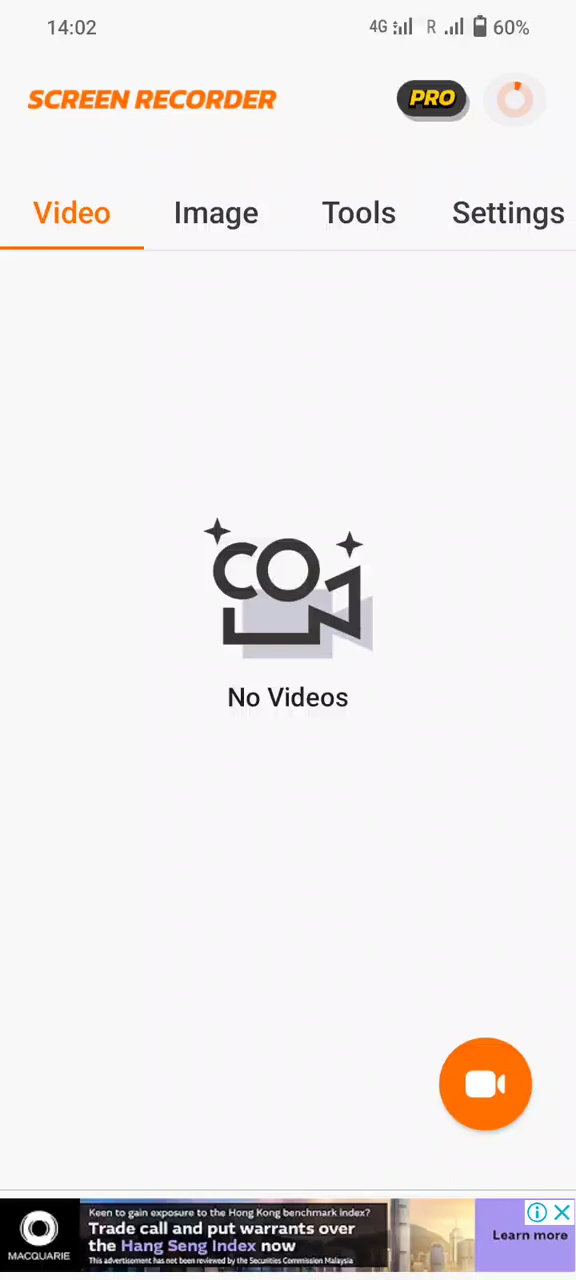 14:02 4G R 60%
SCREEN RECORDER PRO
Video Image Tools Settings
No Videos
Keen to gain exposure to the Hong Kong benchmark index?
Trade call and put warrants over
the Hang Seng Index now
This advertisement has not been reviewed by the Securities Commission Malaysia
MACQUARIE
Learn more